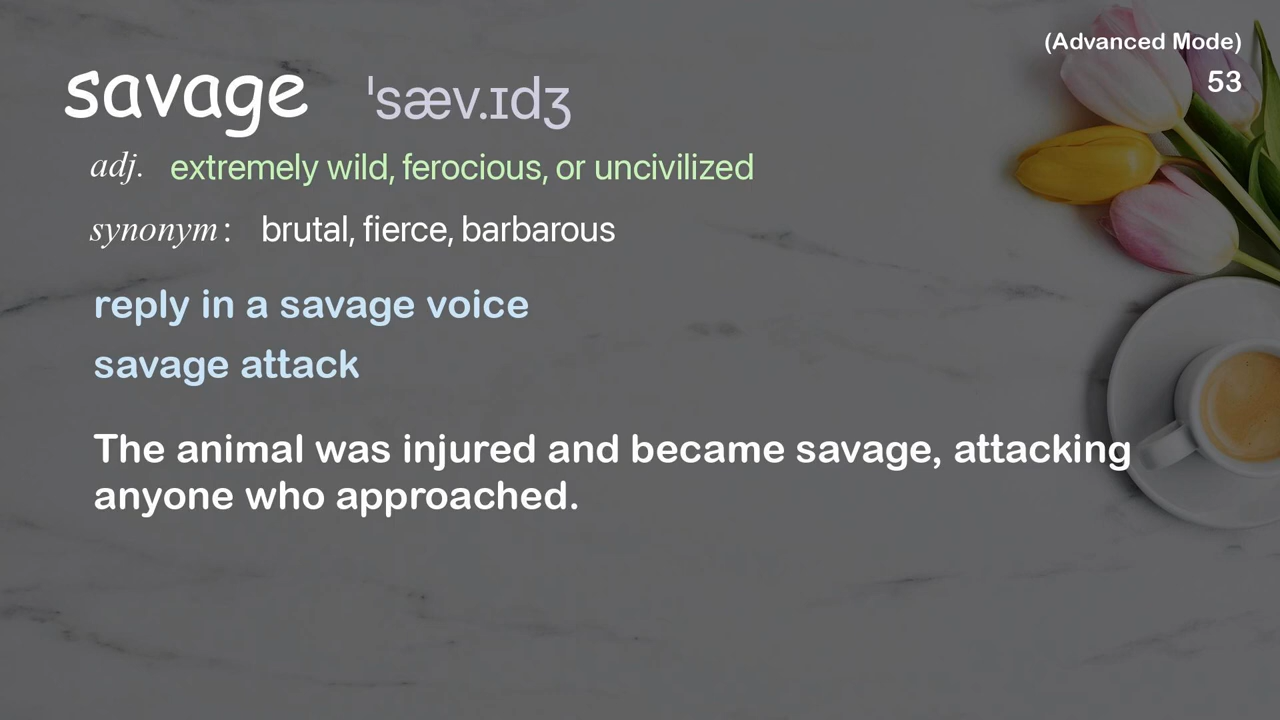 (Advanced Mode)
53
savage ˈsæv.ɪdʒ
adj. extremely wild, ferocious, or uncivilized
synonym: brutal, fierce, barbarous
reply in a savage voice
savage attack
The animal was injured and became savage, attacking
anyone who approached.